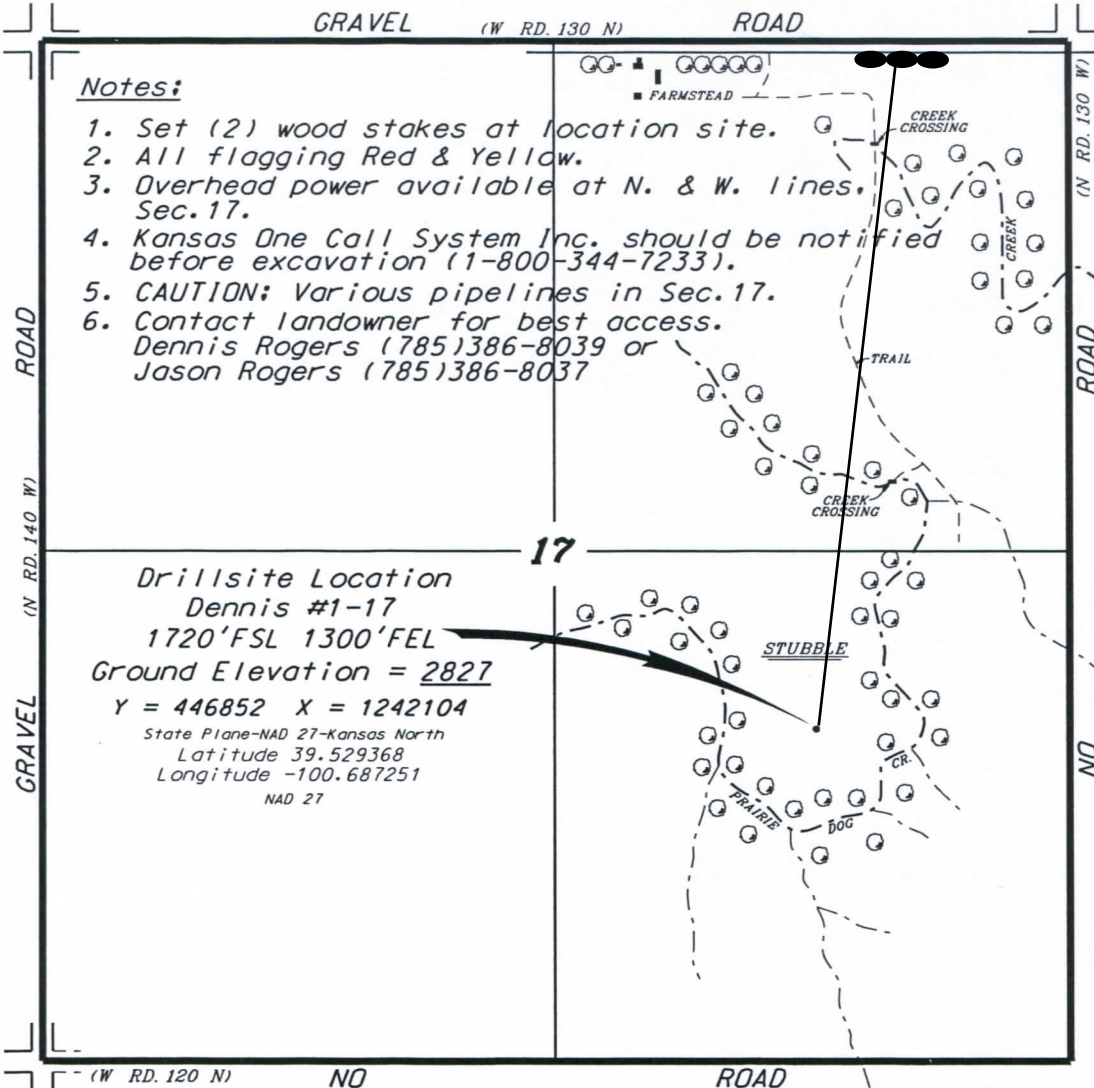 GRAVEL (W RD. 130 N) ROAD
Notes:
1. Set (2) wood stakes at location site.
2. All flagging Red & Yellow.
3. Overhead power available at N. & W. lines,
Sec. 17.
4. Kansas One Call System Inc. should be notified
before excavation (1-800-344-7233).
5. CAUTION: Various pipelines in Sec. 17.
6. Contact landowner for best access.
Dennis Rogers (785)386-8039 or
Jason Rogers (785)386-8037
FARMSTEAD
CREEK
CROSSING
CREEK
TRAIL
CREEK
CROSSING
(N RD. 130 W)
ROAD
NO
ROAD
(N RD. 140 W)
GRAVEL
17
Drillsite Location
Dennis #1-17
1720'FSL 1300'FEL
Ground Elevation = 2827
Y = 446852 X = 1242104
State Plane-NAD 27-Kansas North
Latitude 39.529368
Longitude -100.687251
NAD 27
STUBBLE
PRAIRIE
DOG
CR.
(W RD. 120 N) NO ROAD